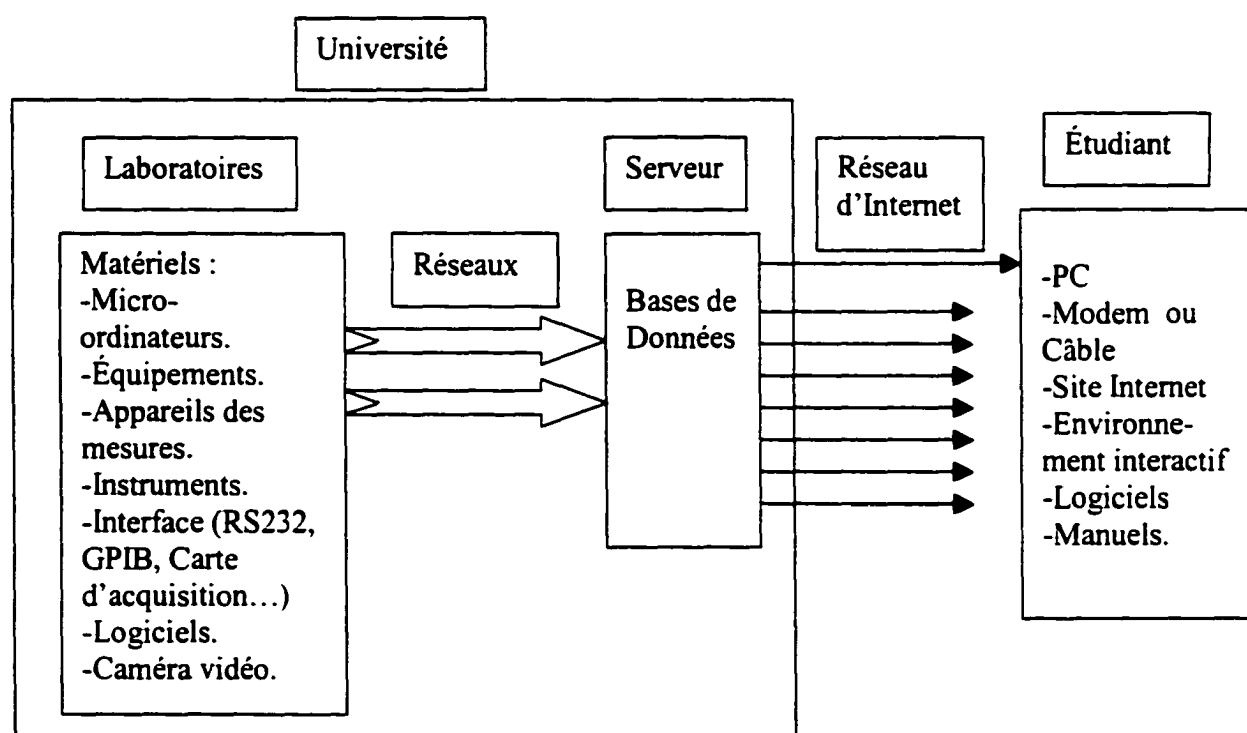 Université
Laboratoires
Serveur
Réseau
d'Internet
Étudiant
Matériels :
-Micro-
ordinateurs.
-Équipements.
-Appareils des
mesures.
-Instruments.
-Interface (RS232,
GPIB, Carte
d'acquisition…)
-Logiciels.
-Caméra vidéo.
Réseaux
Bases de
Données
-PC
-Modem ou
Câble
-Site Internet
-Environne-
ment interactif
-Logiciels
-Manuels.